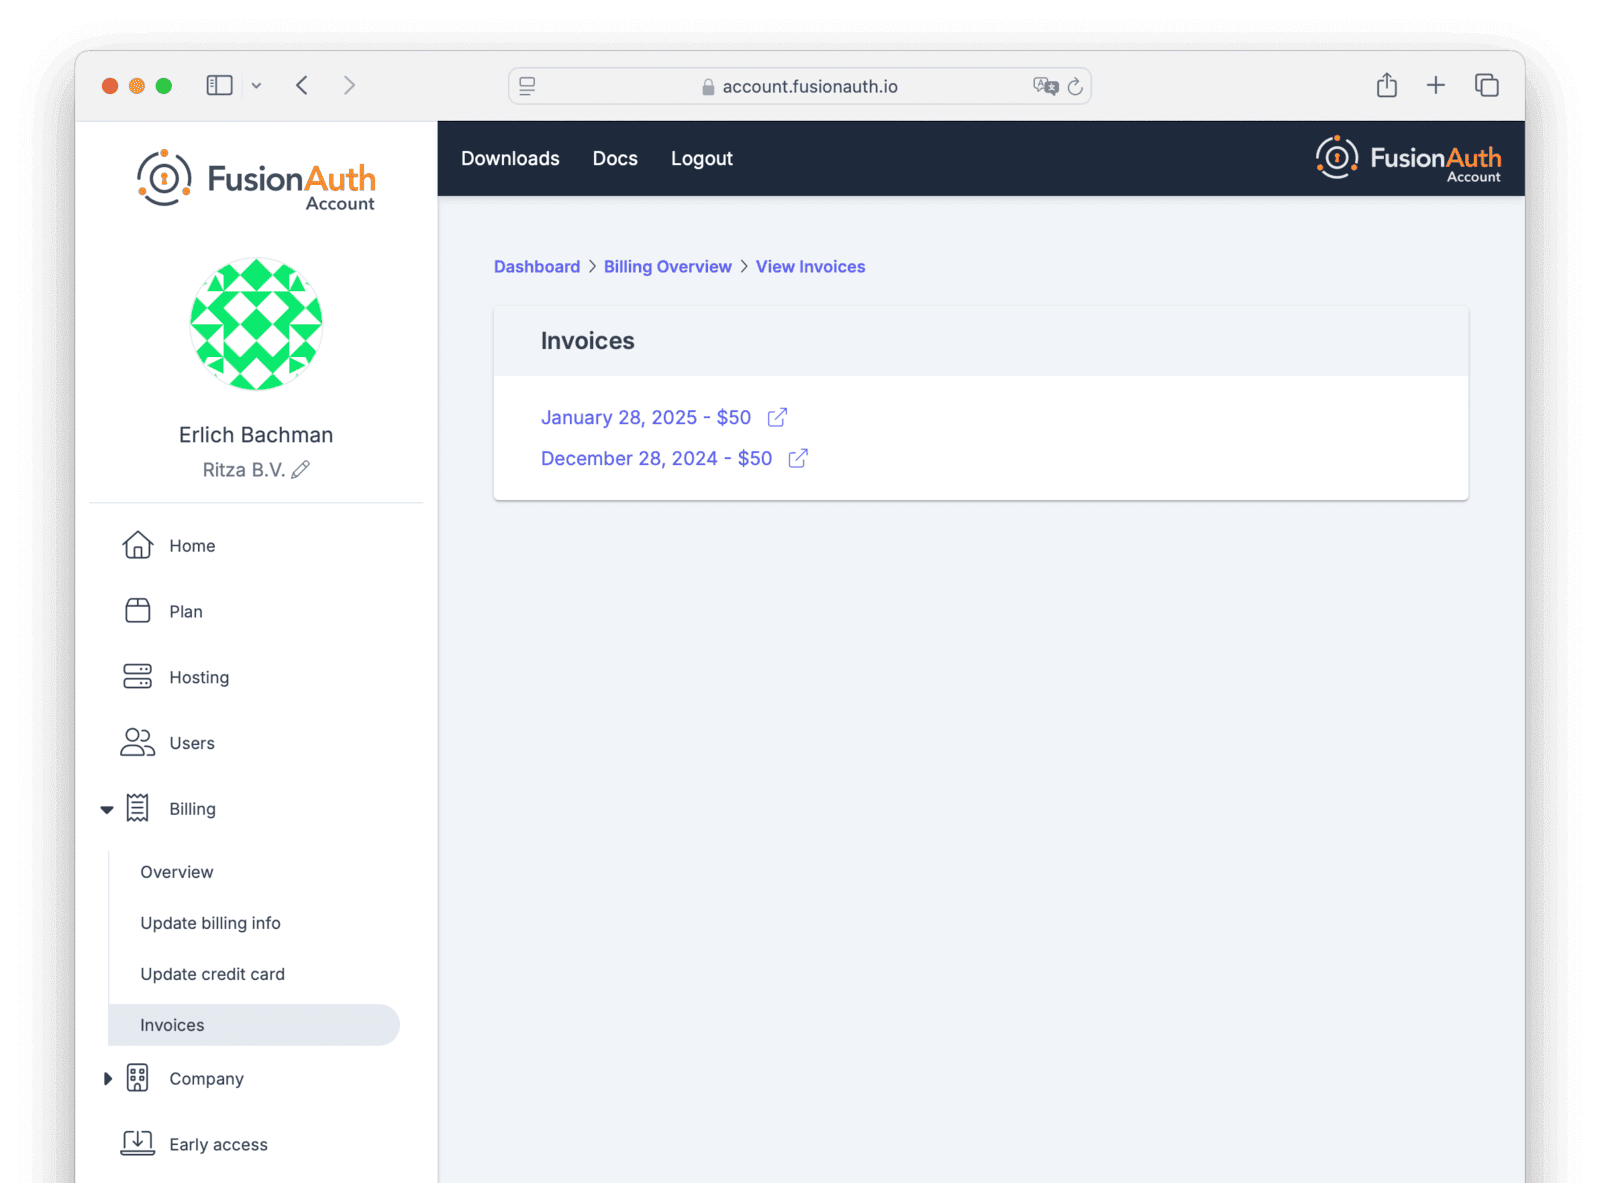 account.fusionauth.io
FusionAuth
Account
Downloads Docs Logout
FusionAuth
Account
Erlich Bachman
Ritza B.V.
Home
Plan
Hosting
Users
Billing
Overview
Update billing info
Update credit card
Invoices
Company
Early access
Dashboard > Billing Overview > View Invoices
Invoices
January 28, 2025 - $50
December 28, 2024 - $50